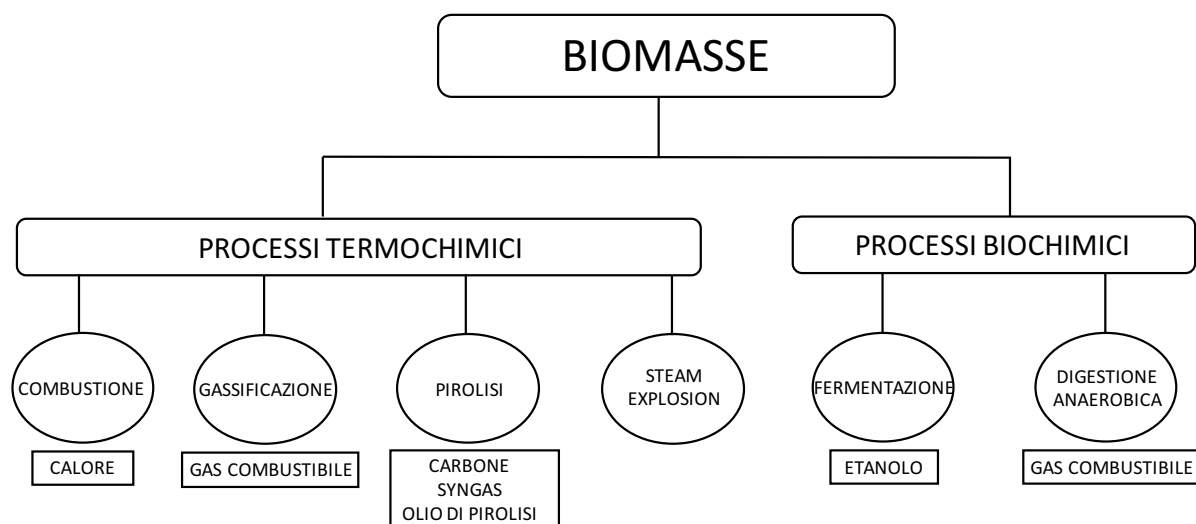 BIOMASSE
PROCESSI TERMOCHIMICI
PROCESSI BIOCHIMICI
COMBUSTIONE
GASSIFICAZIONE
PIROLISI
STEAM
EXPLOSION
FERMENTAZIONE
DIGESTIONE
ANAEROBICA
CALORE
GAS COMBUSTIBILE
CARBONE
SYNGAS
OLIO DI PIROLISI
ETANOLO
GAS COMBUSTIBILE